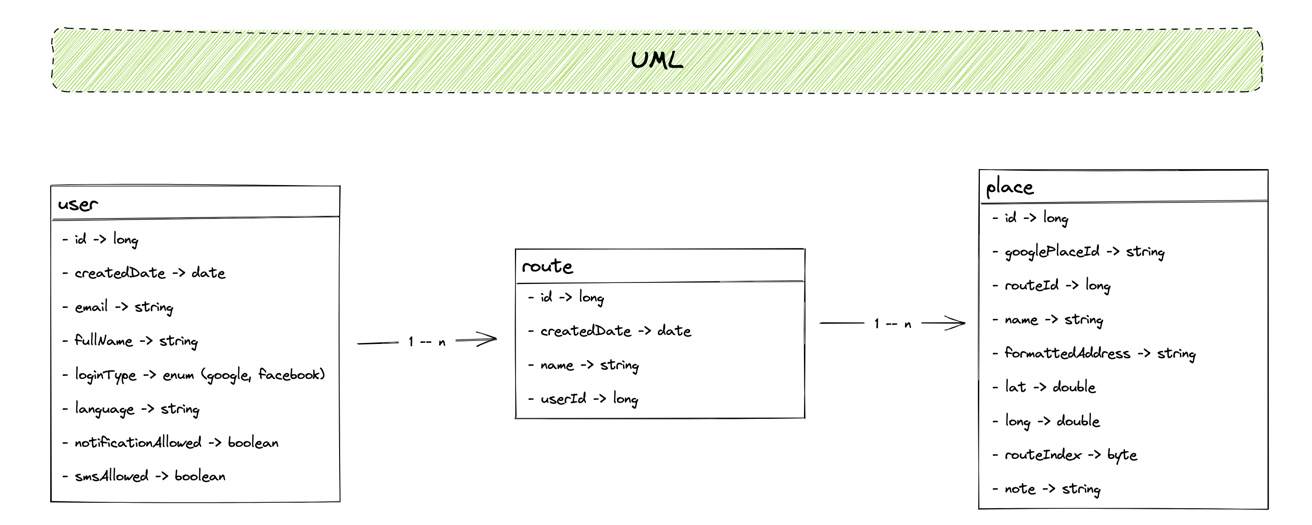 UML
user
- id -> long
- createdDate -> date
- email -> string
- fullName -> string
- loginType -> enum (google, facebook)
- language -> string
- notificationAllowed -> boolean
- smsAllowed -> boolean
1 -- n
route
- id -> long
- createdDate -> date
- name -> string
- userId -> long
1 -- n
place
- id -> long
- googlePlaceId -> string
- routeId -> long
- name -> string
- formattedAddress -> string
- lat -> double
- long -> double
- routeIndex -> byte
- note -> string